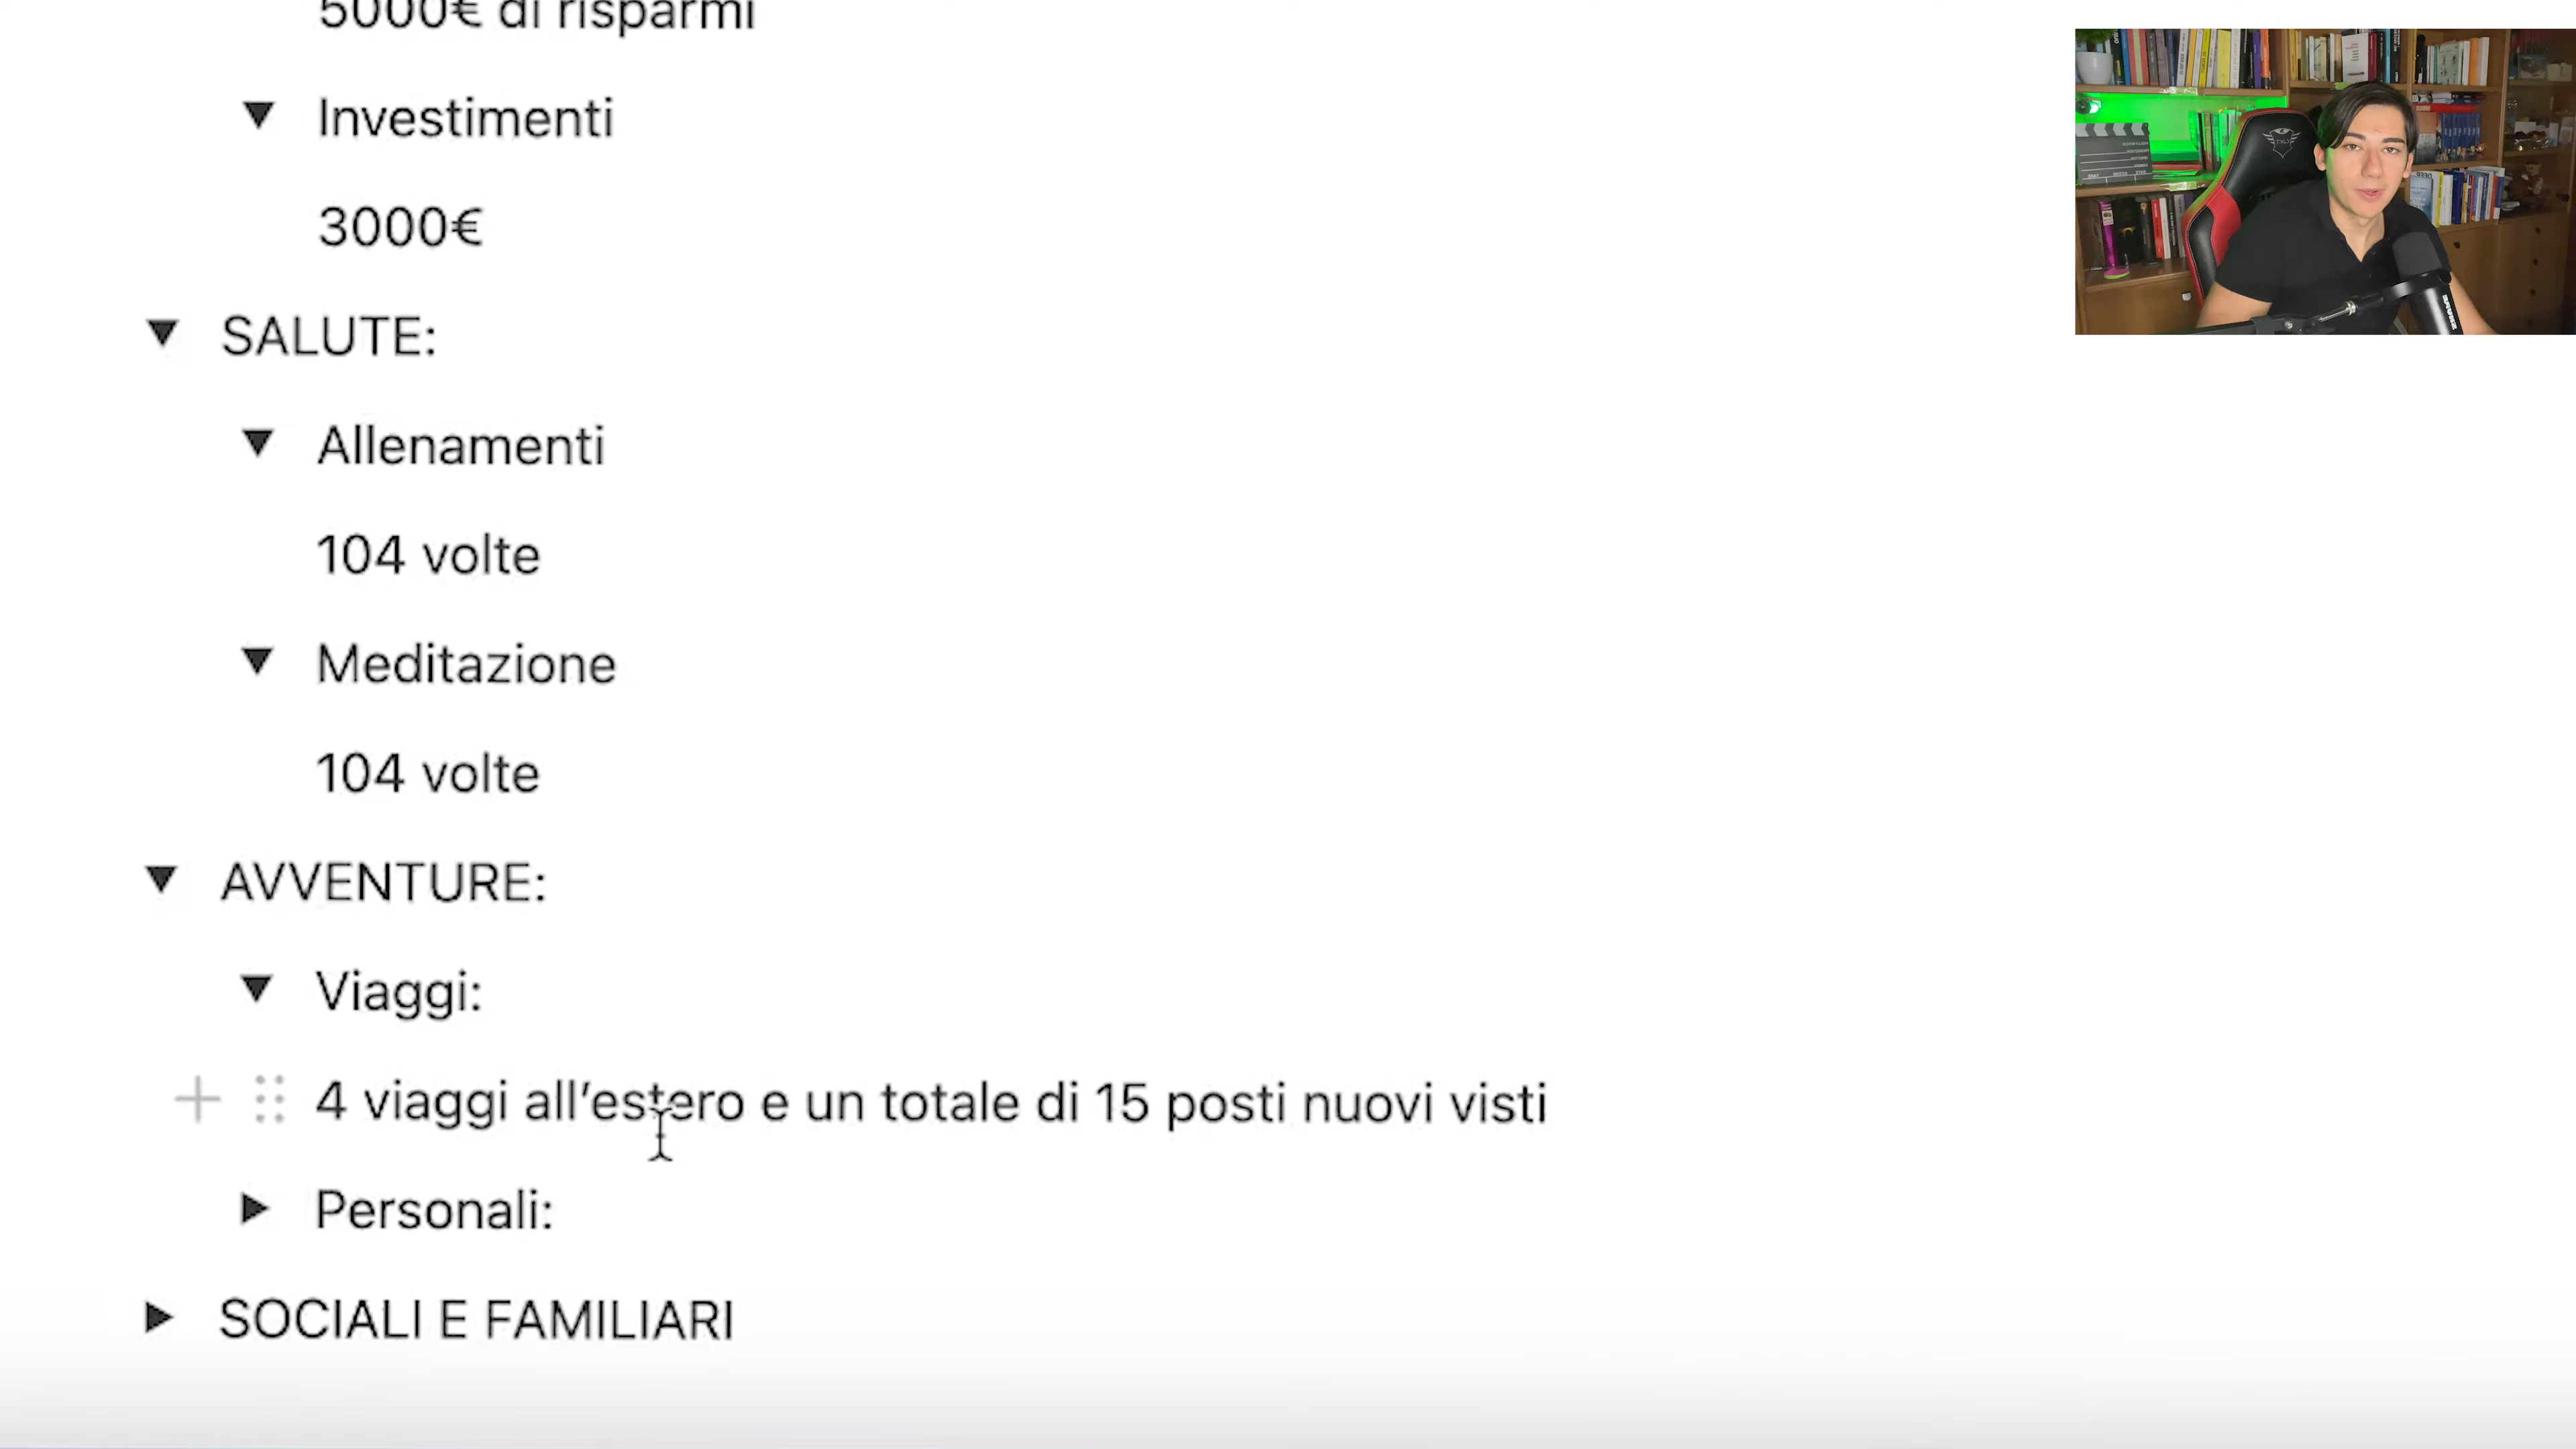 5000€ di risparmi
Investimenti
3000€
SALUTE:
Allenamenti
104 volte
Meditazione
104 volte
AVVENTURE:
Viaggi:
4 viaggi all’estero e un totale di 15 posti nuovi visti
Personali:
SOCIALI E FAMILIARI